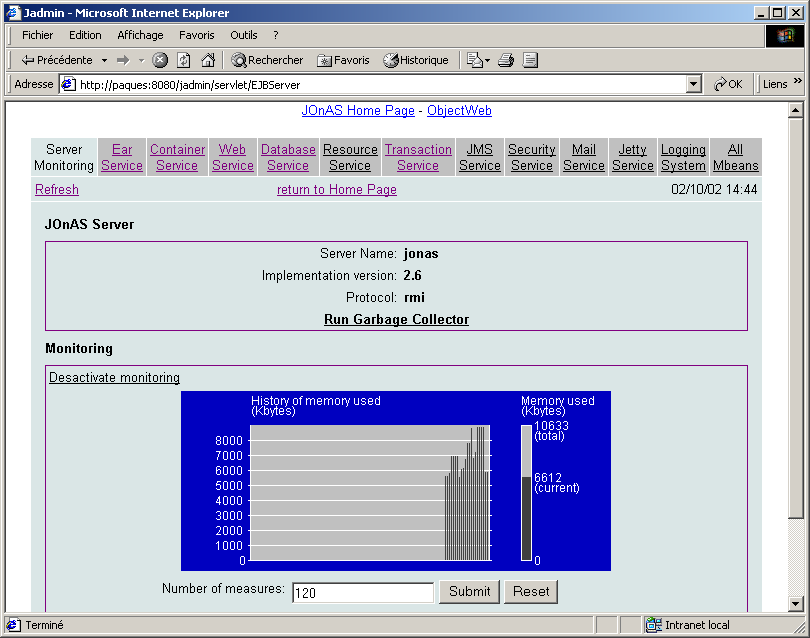 Jadmin - Microsoft Internet Explorer
Fichier Edition Affichage Favoris Outils ?
Précédente Rechercher Favoris Historique
Adresse http://paques:8080/jadmin/servlet/EJBServer OK Liens »
JOnAS Home Page - ObjectWeb
Server Ear Container Web Database Resource Transaction JMS Security Mail Jetty Logging All
Monitoring Service Service Service Service Service Service Service Service Service Service System Mbeans
Refresh return to Home Page 02/10/02 14:44
JOnAS Server
Server Name: jonas
Implementation version: 2.6
Protocol: rmi
Run Garbage Collector
Monitoring
Desactivate monitoring
History of memory used Memory used
(Kbytes) (Kbytes)
10633
(total)
8000
7000
6000
5000
4000
3000
2000
1000
0
6612
(current)
0
Number of measures: 120 Submit Reset
Terminé Intranet local